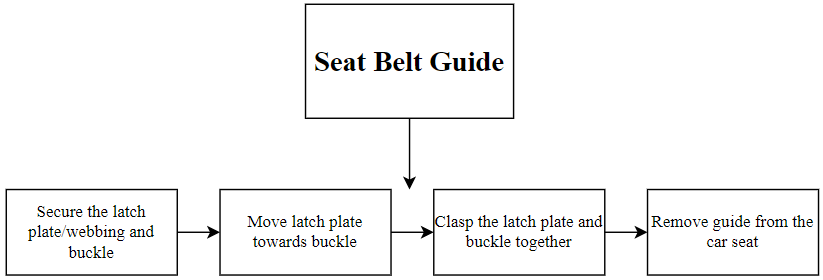 Seat Belt Guide
Secure the latch
plate/webbing and
buckle
Move latch plate
towards buckle
Clasp the latch plate and
buckle together
Remove guide from the
car seat